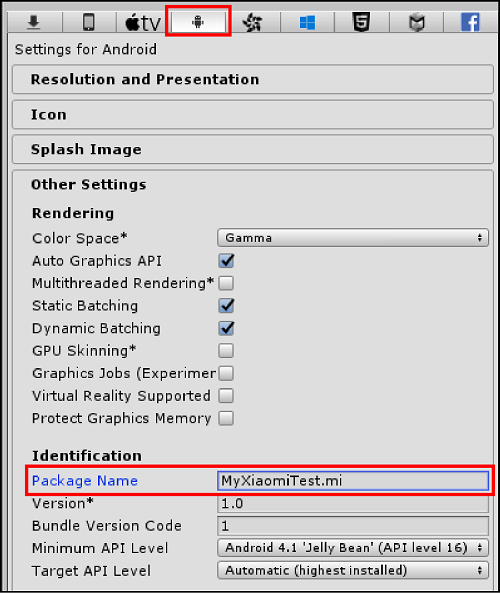 tv
Settings for Android
Resolution and Presentation
Icon
Splash Image
Other Settings
Rendering
Color Space* Gamma
Auto Graphics API
Multithreaded Rendering*
Static Batching
Dynamic Batching
GPU Skinning*
Graphics Jobs (Experimen
Virtual Reality Supported
Protect Graphics Memory
Identification
Package Name MyXiaomiTest.mi
Version* 1.0
Bundle Version Code 1
Minimum API Level Android 4.1 'Jelly Bean' (API level 16)
Target API Level Automatic (highest installed)